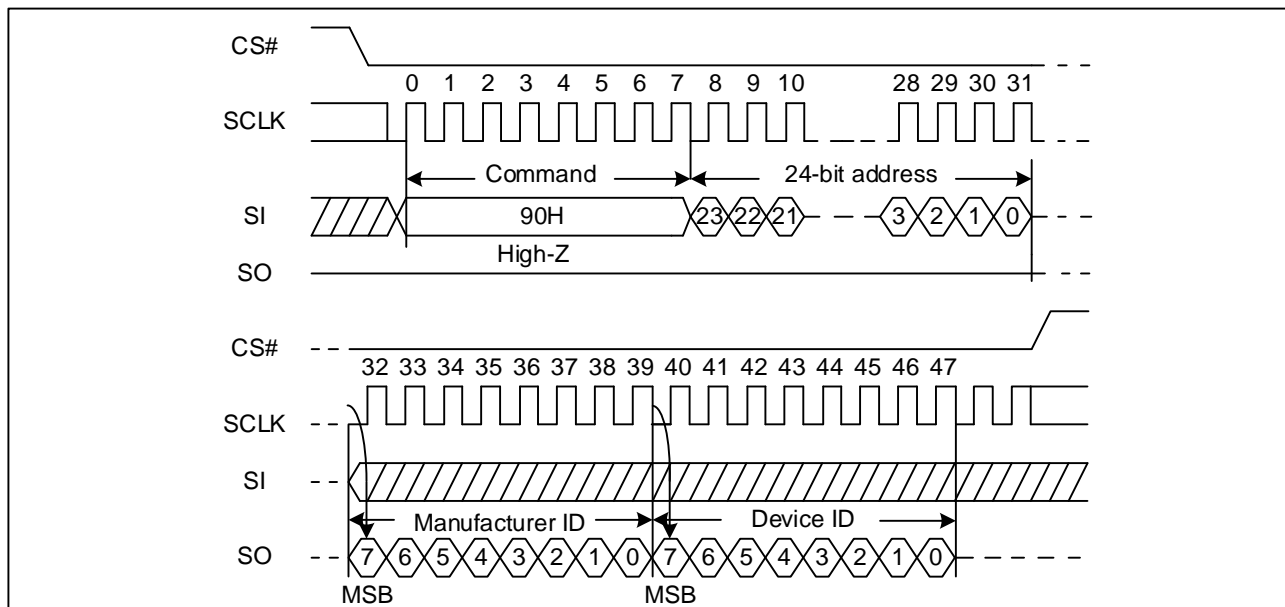 CS#
0 1 2 3 4 5 6 7 8 9 10 28 29 30 31
SCLK
Command 24-bit address
SI 90H 23 22 21 3 2 1 0
High-Z
SO
CS#
32 33 34 35 36 37 38 39 40 41 42 43 44 45 46 47
SCLK
SI
Manufacturer ID Device ID
SO 7 6 5 4 3 2 1 0 7 6 5 4 3 2 1 0
MSB MSB